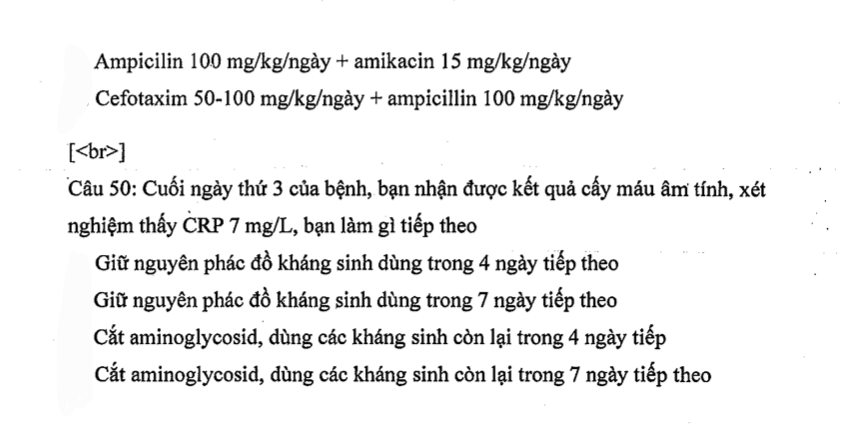 Ampicilin 100 mg/kg/ngày + amikacin 15 mg/kg/ngày
Cefotaxim 50-100 mg/kg/ngày + ampicillin 100 mg/kg/ngày
[<br>]
Câu 50: Cuối ngày thứ 3 của bệnh, bạn nhận được kết quả cấy máu âm tính, xét
nghiệm thấy CRP 7 mg/L, bạn làm gì tiếp theo
Giữ nguyên phác đồ kháng sinh dùng trong 4 ngày tiếp theo
Giữ nguyên phác đồ kháng sinh dùng trong 7 ngày tiếp theo
Cắt aminoglycosid, dùng các kháng sinh còn lại trong 4 ngày tiếp
Cắt aminoglycosid, dùng các kháng sinh còn lại trong 7 ngày tiếp theo